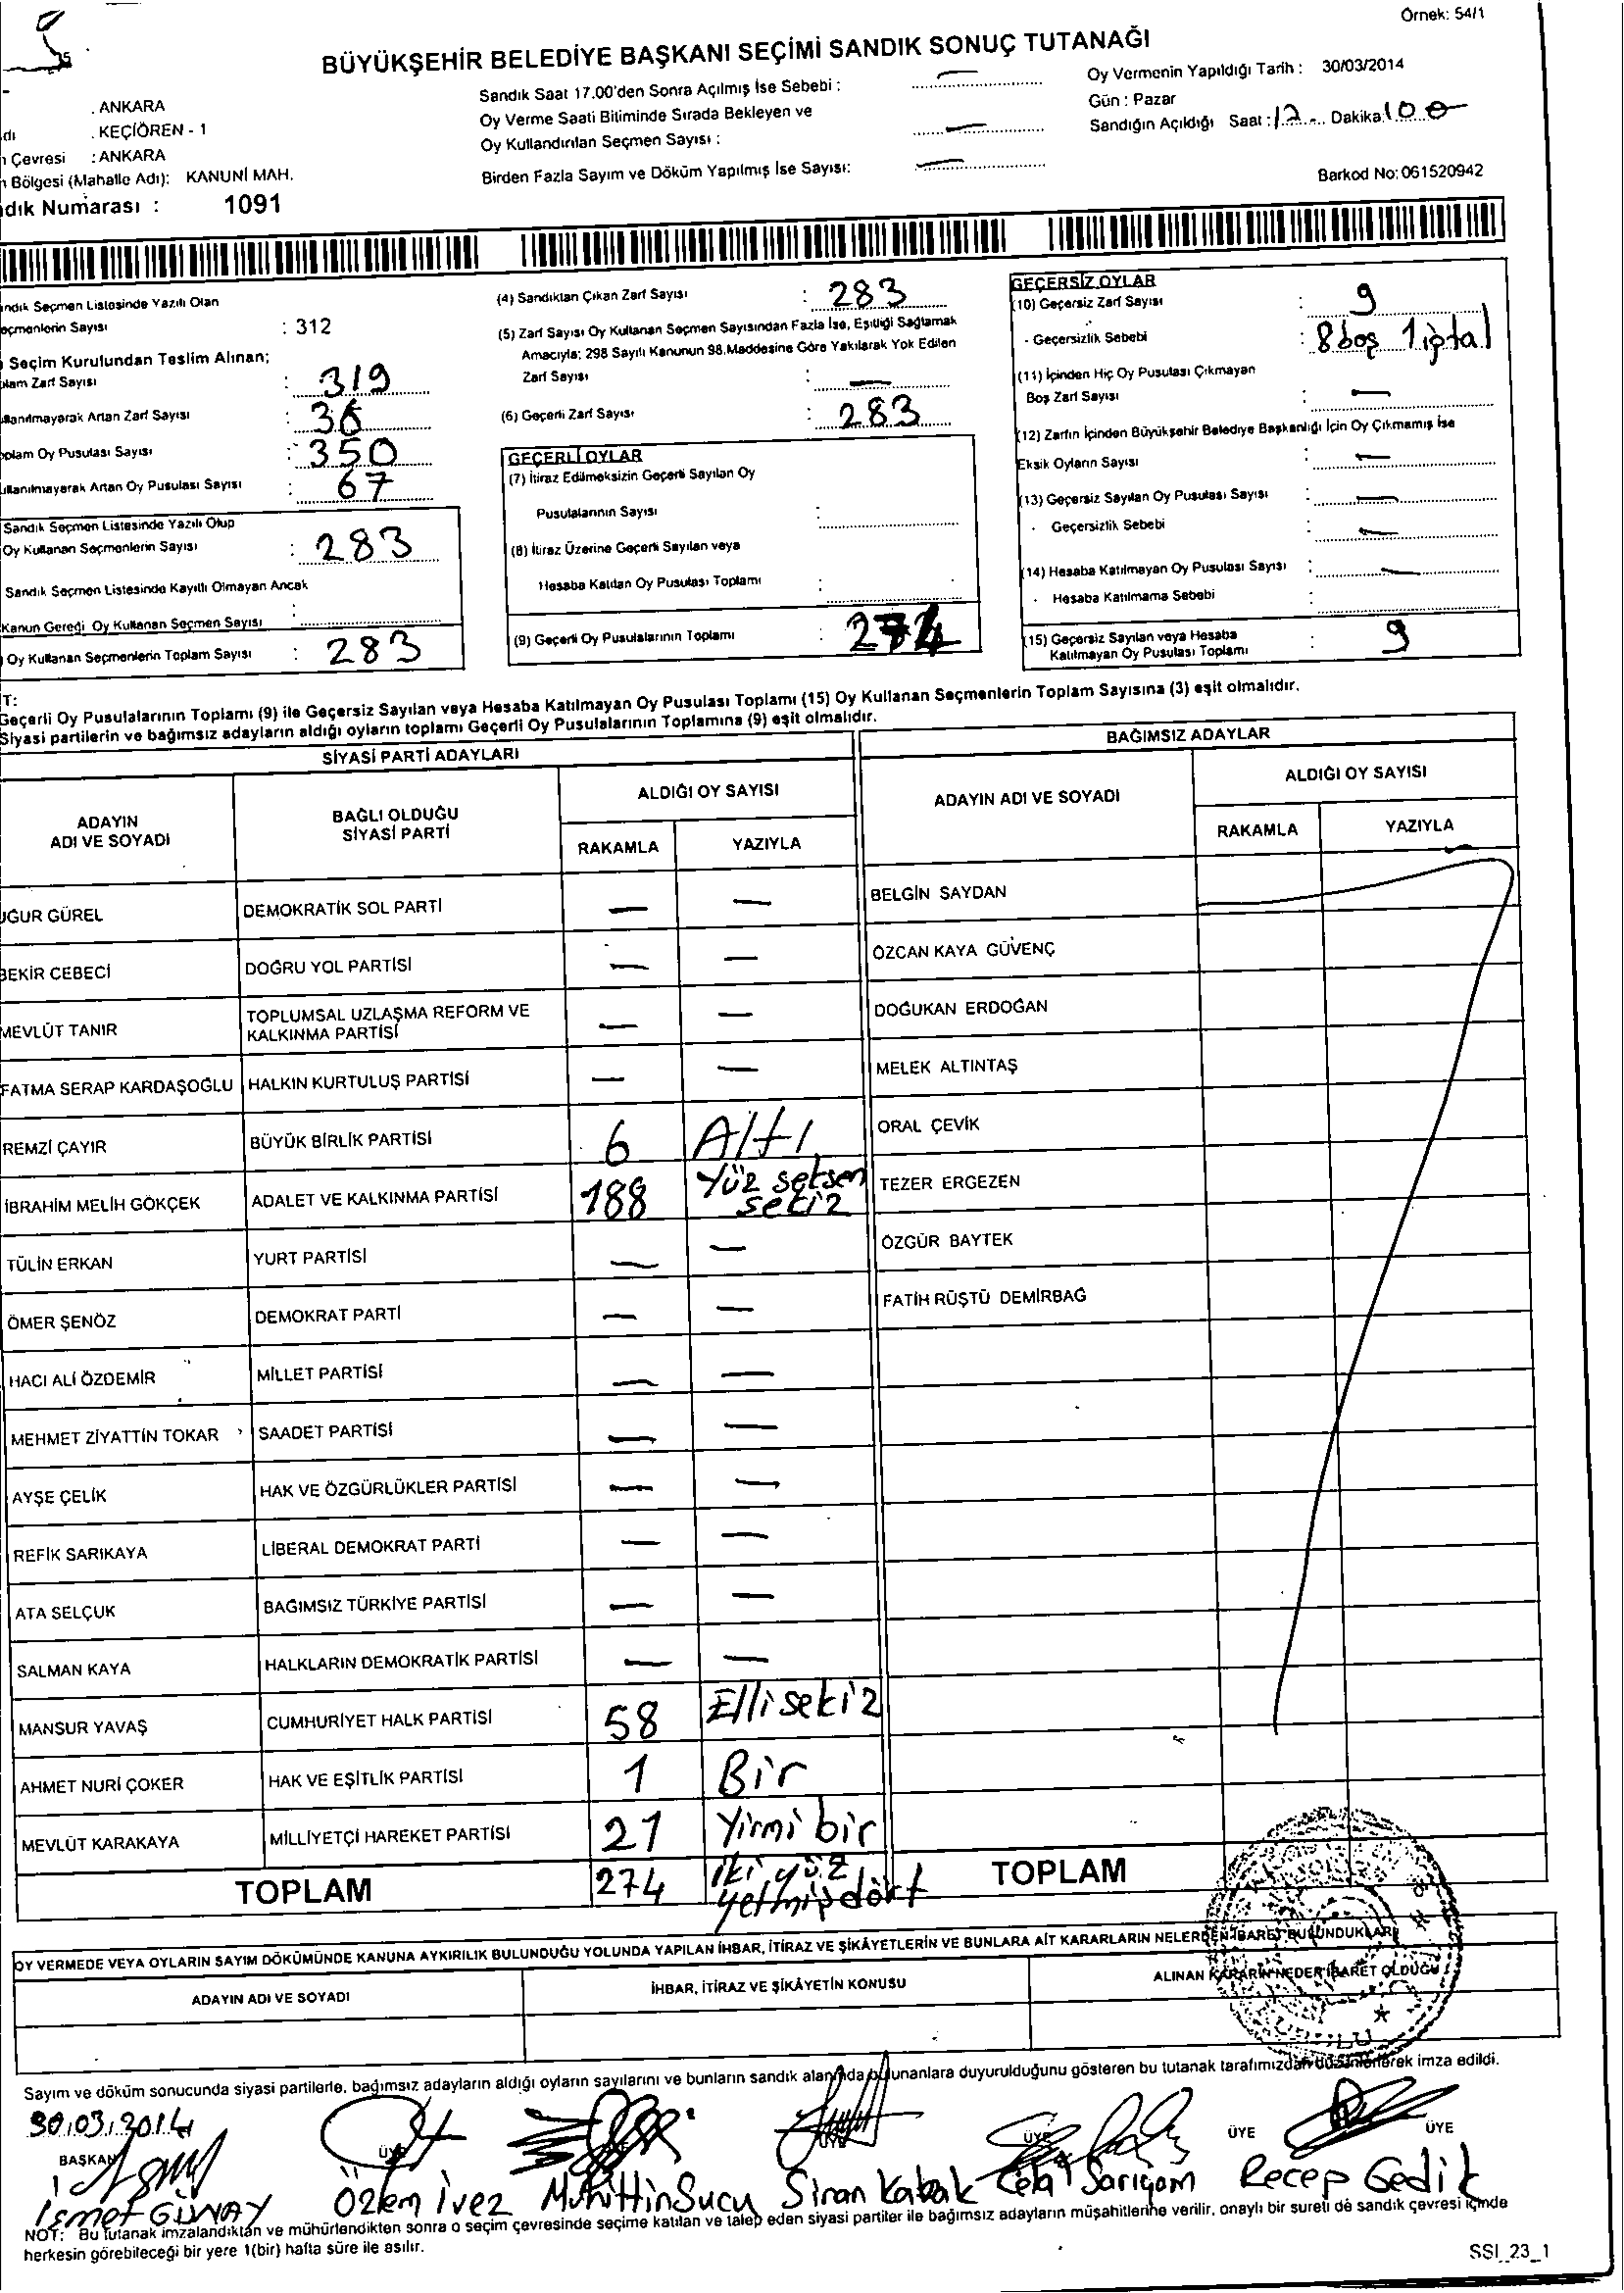 Örnek: 54/1
BÜYÜKŞEHİR BELEDİYE BAŞKANI SEÇİMİ SANDIK SONUÇ TUTANAĞI
. ANKARA
dı . KEÇİÖREN - 1
Çevresi : ANKARA
Bölgesi (Mahalle Adı): KANUNİ MAH.
dık Numarası : 1091
Sandık Saat 17.00'den Sonra Açılmış İse Sebebi : —
Oy Verme Saati Bitiminde Sırada Bekleyen ve
Oy Kullandırılan Seçmen Sayısı : —
Birden Fazla Sayım ve Döküm Yapılmış İse Sayısı: —
Oy Vermenin Yapıldığı Tarih : 30/03/2014
Gün : Pazar
Sandığın Açıldığı Saat : Dakika:
Barkod No: 061520942
ndık Seçmen Listesinde Yazılı Olan
eçmenlerin Sayısı : 312
Seçim Kurulundan Teslim Alınan;
plam Zarf Sayısı : 319
ullanılmayarak Artan Zarf Sayısı : 36
oplam Oy Pusulası Sayısı : 350
ullanılmayarak Artan Oy Pusulası Sayısı : 67
Sandık Seçmen Listesinde Yazılı Olup
Oy Kullanan Seçmenlerin Sayısı : 283
Sandık Seçmen Listesinde Kayıtlı Olmayan Ancak
Kanun Gereği Oy Kullanan Seçmen Sayısı :
Oy Kullanan Seçmenlerin Toplam Sayısı : 283
(4) Sandıktan Çıkan Zarf Sayısı : 283
(5) Zarf Sayısı Oy Kullanan Seçmen Sayısından Fazla İse, Eşitliği Sağlamak
Amacıyla; 298 Sayılı Kanunun 98.Maddesine Göre Yakılarak Yok Edilen
Zarf Sayısı : —
(6) Geçerli Zarf Sayısı : 283
GEÇERLİ OYLAR
(7) İtiraz Edilmeksizin Geçerli Sayılan Oy
Pusulalarının Sayısı :
(8) İtiraz Üzerine Geçerli Sayılan veya
Hesaba Katılan Oy Pusulası Toplamı :
(9) Geçerli Oy Pusulalarının Toplamı : 274
GEÇERSİZ OYLAR
(10) Geçersiz Zarf Sayısı : 9
- Geçersizlik Sebebi : 8 boş 1 iptal
(11) İçinden Hiç Oy Pusulası Çıkmayan
Boş Zarf Sayısı : —
(12) Zarfın İçinden Büyükşehir Belediye Başkanlığı İçin Oy Çıkmamış İse
Eksik Oyların Sayısı : —
(13) Geçersiz Sayılan Oy Pusulası Sayısı : —
- Geçersizlik Sebebi : —
(14) Hesaba Katılmayan Oy Pusulası Sayısı : —
- Hesaba Katılmama Sebebi :
(15) Geçersiz Sayılan veya Hesaba
Katılmayan Oy Pusulası Toplamı : 9
T:
Geçerli Oy Pusulalarının Toplamı (9) ile Geçersiz Sayılan veya Hesaba Katılmayan Oy Pusulası Toplamı (15) Oy Kullanan Seçmenlerin Toplam Sayısına (3) eşit olmalıdır.
Siyasi partilerin ve bağımsız adayların aldığı oyların toplamı Geçerli Oy Pusulalarının Toplamına (9) eşit olmalıdır.
SİYASİ PARTİ ADAYLARI
BAĞIMSIZ ADAYLAR
ADAYIN ADI VE SOYADI
BAĞLI OLDUĞU SİYASİ PARTİ
ALDIĞI OY SAYISI
RAKAMLA YAZIYLA
ADAYIN ADI VE SOYADI
ALDIĞI OY SAYISI
RAKAMLA YAZIYLA
UĞUR GÜREL DEMOKRATİK SOL PARTİ — — BELGİN SAYDAN
BEKİR CEBECİ DOĞRU YOL PARTİSİ — — ÖZCAN KAYA GÜVENÇ
MEVLÜT TANIR TOPLUMSAL UZLAŞMA REFORM VE KALKINMA PARTİSİ — — DOĞUKAN ERDOĞAN
FATMA SERAP KARDAŞOĞLU HALKIN KURTULUŞ PARTİSİ — — MELEK ALTINTAŞ
REMZİ ÇAYIR BÜYÜK BİRLİK PARTİSİ 6 Altı ORAL ÇEVİK
İBRAHİM MELİH GÖKÇEK ADALET VE KALKINMA PARTİSİ 188 Yüz seksen sekiz TEZER ERGEZEN
TÜLİN ERKAN YURT PARTİSİ — — ÖZGÜR BAYTEK
ÖMER ŞENÖZ DEMOKRAT PARTİ — — FATİH RÜŞTÜ DEMİRBAĞ
HACI ALİ ÖZDEMİR MİLLET PARTİSİ — —
MEHMET ZİYATTİN TOKAR SAADET PARTİSİ — —
AYŞE ÇELİK HAK VE ÖZGÜRLÜKLER PARTİSİ — —
REFİK SARIKAYA LİBERAL DEMOKRAT PARTİ — —
ATA SELÇUK BAĞIMSIZ TÜRKİYE PARTİSİ — —
SALMAN KAYA HALKLARIN DEMOKRATİK PARTİSİ — —
MANSUR YAVAŞ CUMHURİYET HALK PARTİSİ 58 Elli sekiz
AHMET NURİ ÇOKER HAK VE EŞİTLİK PARTİSİ 1 Bir
MEVLÜT KARAKAYA MİLLİYETÇİ HAREKET PARTİSİ 21 Yirmi bir
TOPLAM 274 iki yüz yetmiş dört TOPLAM
OY VERMEDE VEYA OYLARIN SAYIM DÖKÜMÜNDE KANUNA AYKIRILIK BULUNDUĞU YOLUNDA YAPILAN İHBAR, İTİRAZ VE ŞİKÂYETLERİN VE BUNLARA AİT KARARLARIN NELERDEN İBARET BULUNDUKLARI
ADAYIN ADI VE SOYADI İHBAR, İTİRAZ VE ŞİKÂYETİN KONUSU ALINAN KARARIN NEDEN İBARET OLDUĞU
Sayım ve döküm sonucunda siyasi partilerle, bağımsız adayların aldığı oyların sayılarını ve bunların sandık alanında bulunanlara duyurulduğunu gösteren bu tutanak tarafımızdan düzenlenerek imza edildi.
30.03.2014
BAŞKAN ÜYE ÜYE ÜYE ÜYE ÜYE
İsmet GÜNAY Özlem İvez Muhittin Sucu Sinan Kabak Celal Sarıçam Recep Gedik
NOT: Bu tutanak imzalandıktan ve mühürlendikten sonra o seçim çevresinde seçime katılan ve talep eden siyasi partiler ile bağımsız adayların müşahitlerine verilir, onaylı bir sureti de sandık çevresi içinde
herkesin görebileceği bir yere 1(bir) hafta süre ile asılır.
SSI_23_1